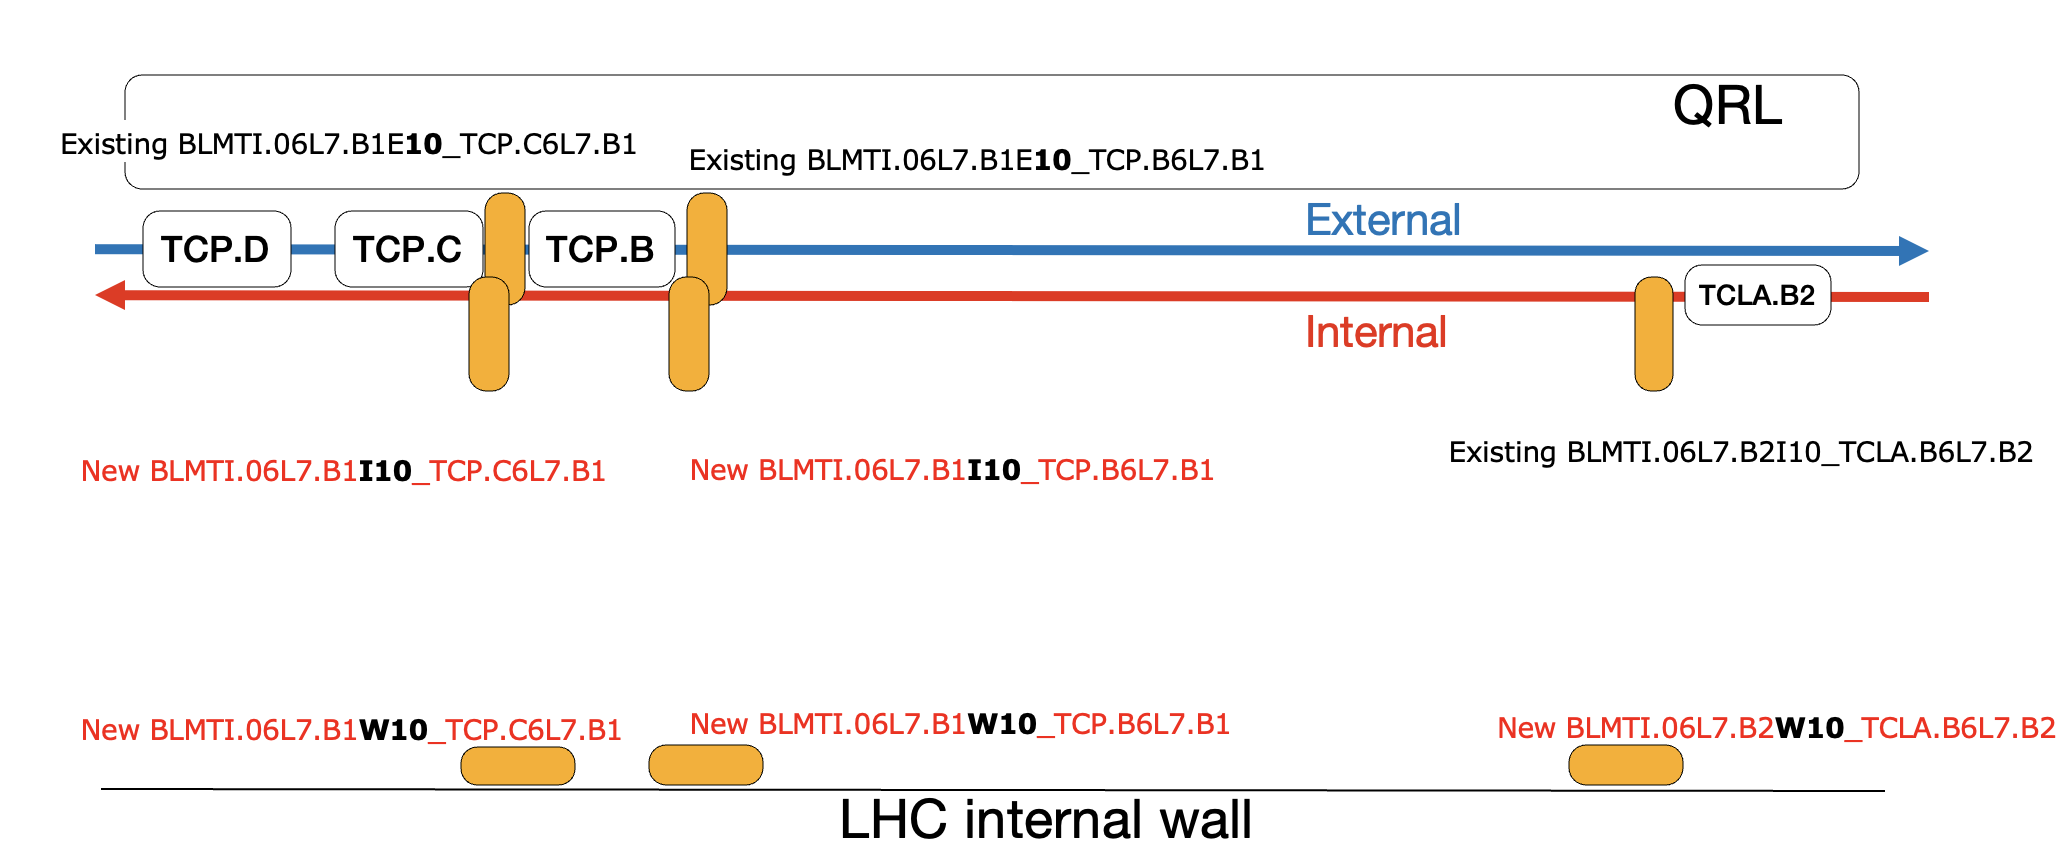 QRL
Existing BLMTI.06L7.B1E10_TCP.C6L7.B1
Existing BLMTI.06L7.B1E10_TCP.B6L7.B1
External
TCP.D
TCP.C
TCP.B
TCLA.B2
Internal
Existing BLMTI.06L7.B2I10_TCLA.B6L7.B2
New BLMTI.06L7.B1I10_TCP.C6L7.B1
New BLMTI.06L7.B1I10_TCP.B6L7.B1
New BLMTI.06L7.B1W10_TCP.C6L7.B1
New BLMTI.06L7.B1W10_TCP.B6L7.B1
New BLMTI.06L7.B2W10_TCLA.B6L7.B2
LHC internal wall